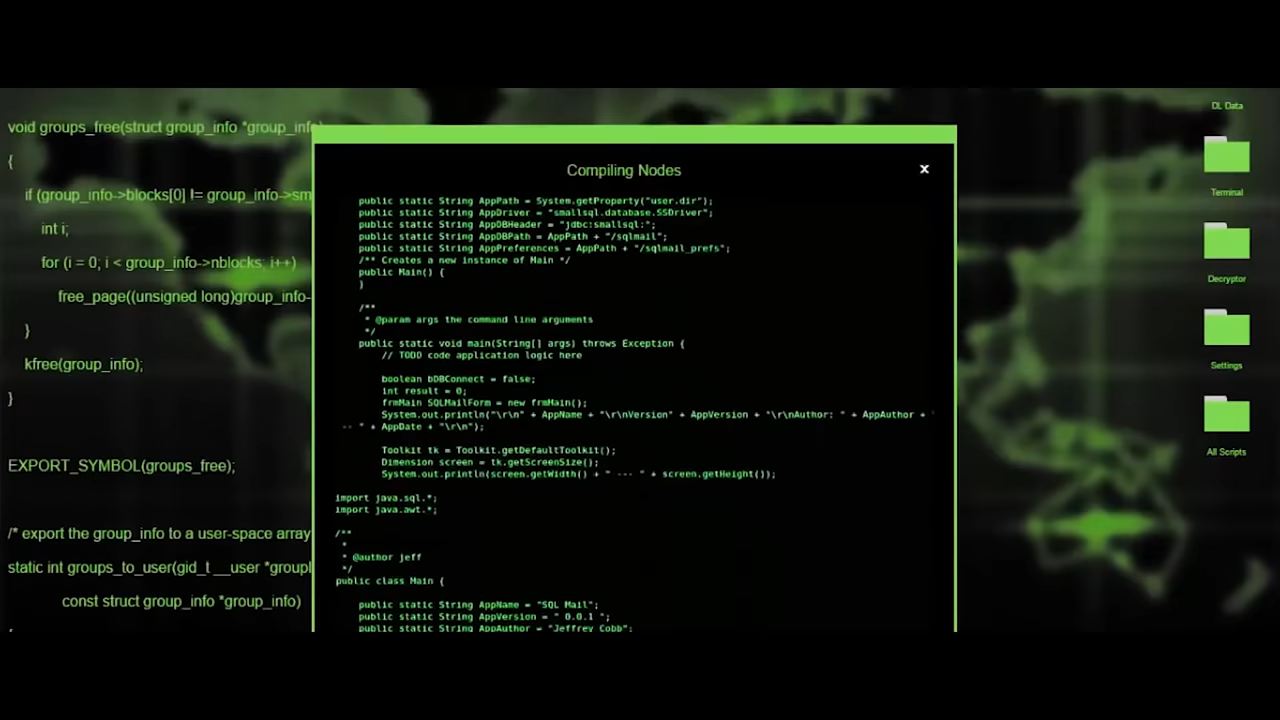 void groups_free(struct group_info *group_info)
{
if (group_info->blocks[0] != group_info->sm
int i;
for (i = 0; i < group_info->nblocks; i++)
free_page((unsigned long)group_info-
}
kfree(group_info);
}
EXPORT_SYMBOL(groups_free);
/* export the group_info to a user-space array
static int groups_to_user(gid_t __user *groupl
const struct group_info *group_info)
{
Compiling Nodes
x
public static String AppPath = System.getProperty("user.dir");
public static String AppDriver = "smallsql.database.SSDriver";
public static String AppDBHeader = "jdbc:smallsql:";
public static String AppDBPath = AppPath + "/sqlmail";
public static String AppPreferences = AppPath + "/sqlmail_prefs";
/** Creates a new instance of Main */
public Main() {
}
/**
* @param args the command line arguments
*/
public static void main(String[] args) throws Exception {
// TODO code application logic here
boolean bDBConnect = false;
int result = 0;
frmMain SQLMailForm = new frmMain();
System.out.println("\r\n" + AppName + "\r\nVersion" + AppVersion + "\r\nAuthor: " + AppAuthor + "
-- " + AppDate + "\r\n");
Toolkit tk = Toolkit.getDefaultToolkit();
Dimension screen = tk.getScreenSize();
System.out.println(screen.getWidth() + " --- " + screen.getHeight());
import java.sql.*;
import java.awt.*;
/**
*
* @author jeff
*/
public class Main {
public static String AppName = "SQL Mail";
public static String AppVersion = " 0.0.1 ";
public static String AppAuthor = "Jeffrey Cobb";
DL Data
Terminal
Decryptor
Settings
All Scripts